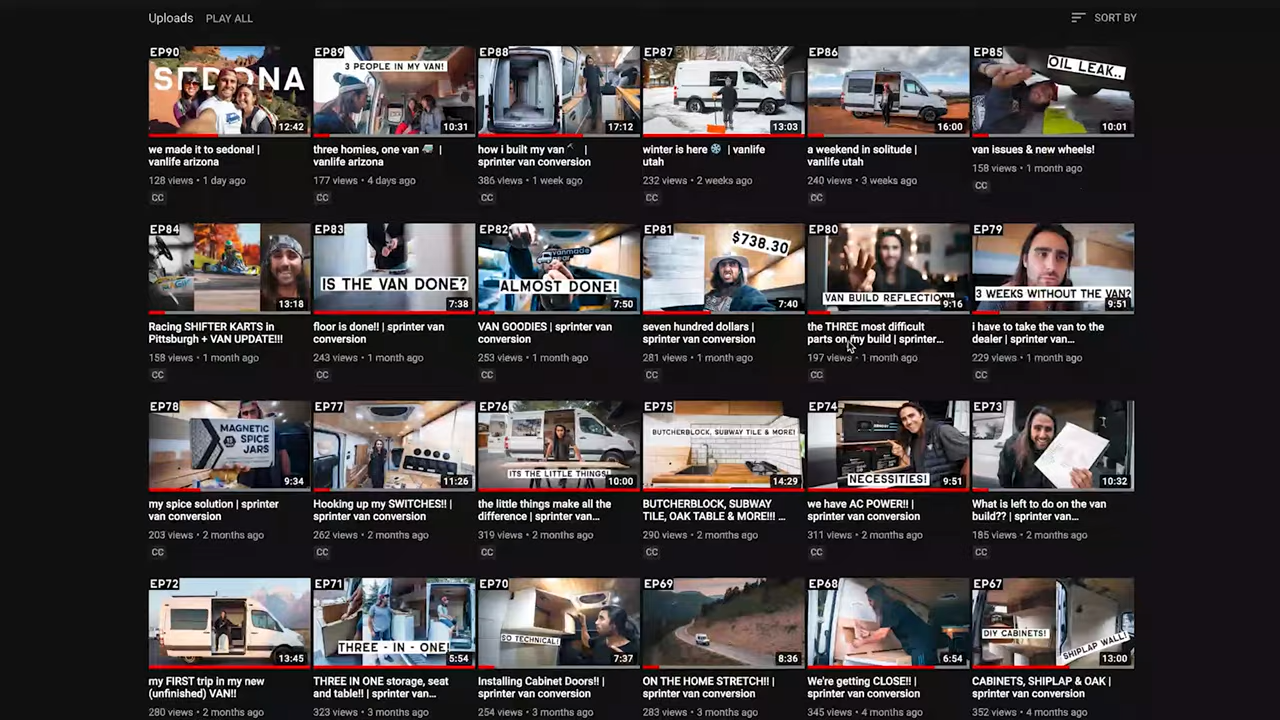 Uploads PLAY ALL SORT BY
EP90 EP89 EP88 EP87 EP86 EP85
SEDONA
3 PEOPLE IN MY VAN!
OIL LEAK..
12:42 10:31 17:12 13:03 16:00 10:01
we made it to sedona! |
vanlife arizona
128 views • 1 day ago
CC
three homies, one van 🚐 |
vanlife arizona
177 views • 4 days ago
CC
how i built my van 🔨 |
sprinter van conversion
386 views • 1 week ago
CC
winter is here ❄️ | vanlife
utah
232 views • 2 weeks ago
a weekend in solitude |
vanlife utah
240 views • 3 weeks ago
CC
van issues & new wheels!
158 views • 1 month ago
CC
EP84 EP83 EP82 EP81 EP80 EP79
IS THE VAN DONE?
vanmade
gear
ALMOST DONE!
$738.30
VAN BUILD REFLECTION
3 WEEKS WITHOUT THE VAN?
13:18 7:38 7:50 7:40 9:16 9:51
Racing SHIFTER KARTS in
Pittsburgh + VAN UPDATE!!!
158 views • 1 month ago
CC
floor is done!! | sprinter van
conversion
243 views • 1 month ago
CC
VAN GOODIES | sprinter van
conversion
253 views • 1 month ago
CC
seven hundred dollars |
sprinter van conversion
281 views • 1 month ago
CC
the THREE most difficult
parts on my build | sprinter...
197 views • 1 month ago
CC
i have to take the van to the
dealer | sprinter van...
229 views • 1 month ago
CC
EP78 EP77 EP76 EP75 EP74 EP73
MAGNETIC
SPICE
JARS
ITS THE LITTLE THINGS!
BUTCHERBLOCK, SUBWAY TILE & MORE!
NECESSITIES!
9:34 11:26 10:00 14:29 9:51 10:32
my spice solution | sprinter
van conversion
203 views • 2 months ago
CC
Hooking up my SWITCHES!! |
sprinter van conversion
262 views • 2 months ago
CC
the little things make all the
difference | sprinter van...
319 views • 2 months ago
CC
BUTCHERBLOCK, SUBWAY
TILE, OAK TABLE & MORE!!! ...
290 views • 2 months ago
CC
we have AC POWER!! |
sprinter van conversion
311 views • 2 months ago
CC
What is left to do on the van
build?? | sprinter van...
185 views • 2 months ago
CC
EP72 EP71 EP70 EP69 EP68 EP67
THREE - IN - ONE!
SO TECHNICAL!
DIY CABINETS!
SHIPLAP WALL!
13:45 5:54 7:37 8:36 6:54 13:00
my FIRST trip in my new
(unfinished) VAN!!
280 views • 2 months ago
THREE IN ONE storage, seat
and table!! | sprinter van...
323 views • 3 months ago
Installing Cabinet Doors!! |
sprinter van conversion
254 views • 3 months ago
ON THE HOME STRETCH!! |
sprinter van conversion
283 views • 3 months ago
We're getting CLOSE!! |
sprinter van conversion
345 views • 4 months ago
CABINETS, SHIPLAP & OAK |
sprinter van conversion
352 views • 4 months ago